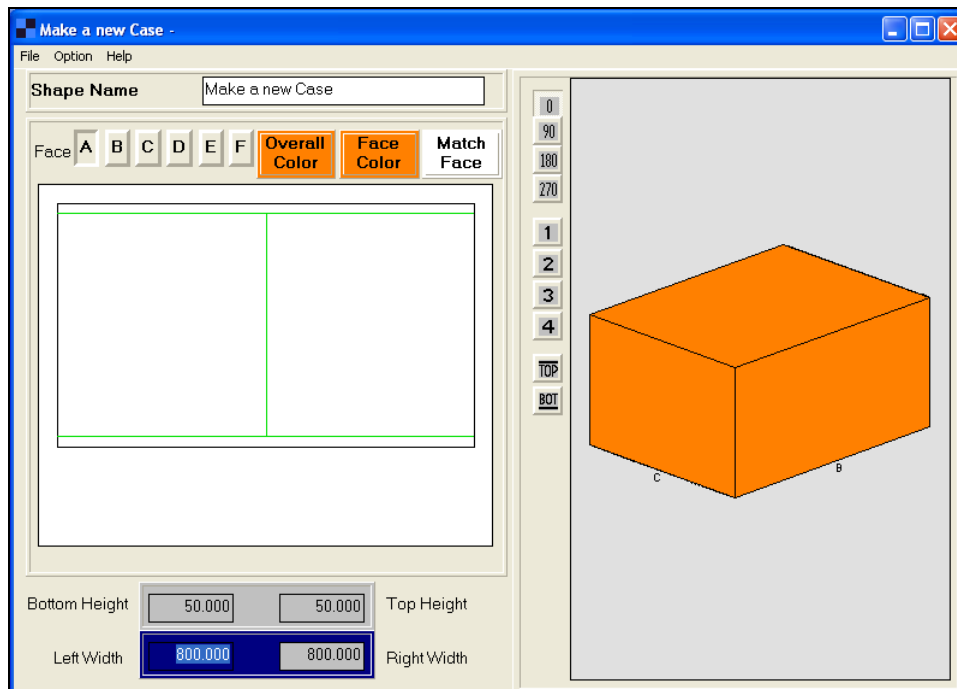 Make a new Case -
File Option Help
Shape Name Make a new Case
Face A B C D E F Overall Color Face Color Match Face
0
90
180
270
1
2
3
4
TOP
BOT
C
B
Bottom Height 50.000 50.000 Top Height
Left Width 800.000 800.000 Right Width